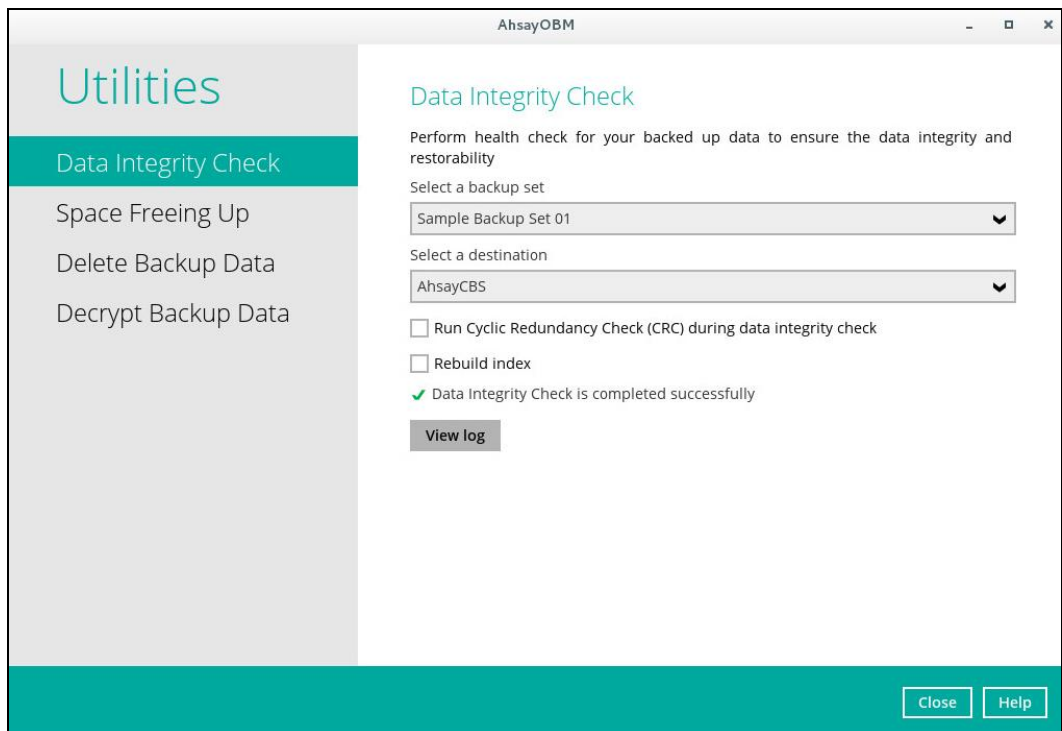 AhsayOBM
Utilities
Data Integrity Check
Space Freeing Up
Delete Backup Data
Decrypt Backup Data
Data Integrity Check
Perform health check for your backed up data to ensure the data integrity and
restorability
Select a backup set
Sample Backup Set 01
Select a destination
AhsayCBS
Run Cyclic Redundancy Check (CRC) during data integrity check
Rebuild index
Data Integrity Check is completed successfully
View log
Close
Help